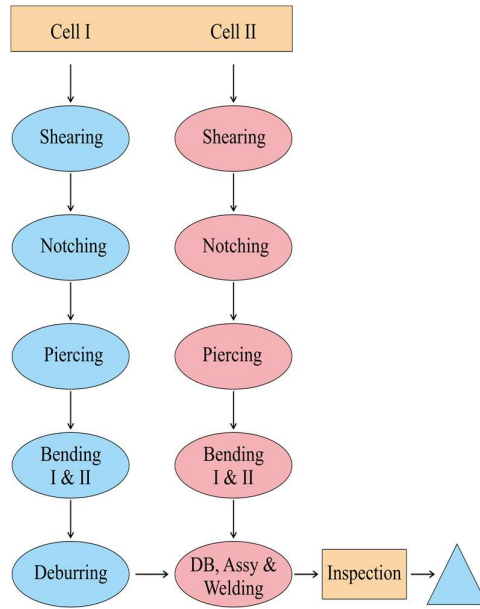 Cell I
Cell II
Shearing
Shearing
Notching
Notching
Piercing
Piercing
Bending
I & II
Bending
I & II
Deburring
DB, Assy &
Welding
Inspection